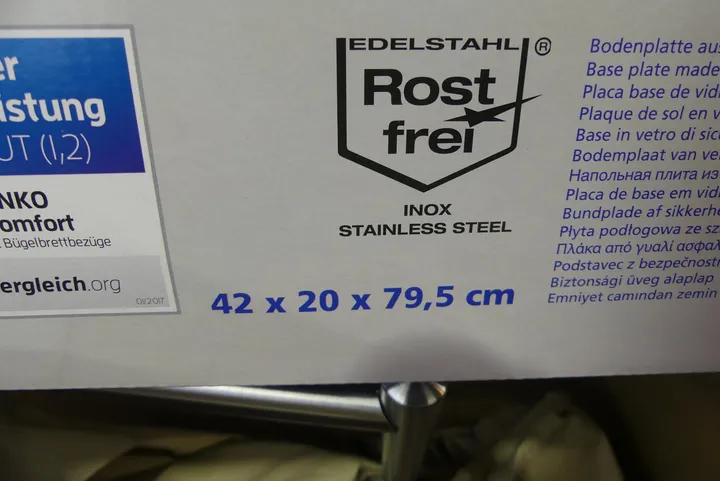 er
istung
UT (1,2)
NKO
omfort
Bügelbrettbezüge
ergleich.org
01/2017
EDELSTAHL ®
Rost
frei
INOX
STAINLESS STEEL
42 x 20 x 79,5 cm
Bodenplatte aus
Base plate made
Placa base de vid
Plaque de sol en v
Base in vetro di sic
Bodemplaat van ve
Напольная плита из
Placa de base em vid
Bundplade af sikkerh
Płyta podłogowa ze sz
Πλάκα από γυαλί ασφαλ
Podstavec z bezpečnostn
Biztonsági üveg alaplap
Emniyet camından zemin